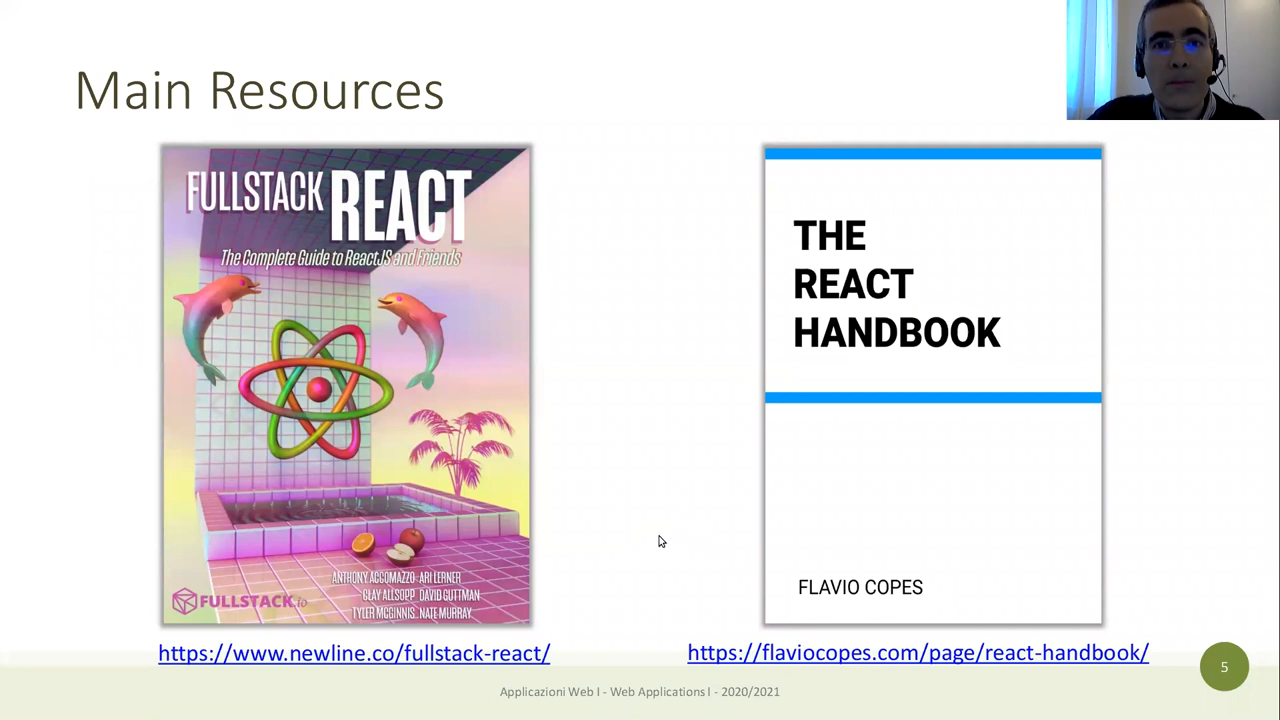 Main Resources
FULLSTACK REACT
The Complete Guide to ReactJS and Friends
ANTHONY ACCOMAZZO ARI LERNER
CLAY ALLSOPP DAVID GUTTMAN
TYLER MCGINNIS NATE MURRAY
FULLSTACK.io
https://www.newline.co/fullstack-react/
THE
REACT
HANDBOOK
FLAVIO COPES
https://flaviocopes.com/page/react-handbook/
5
Applicazioni Web I - Web Applications I - 2020/2021